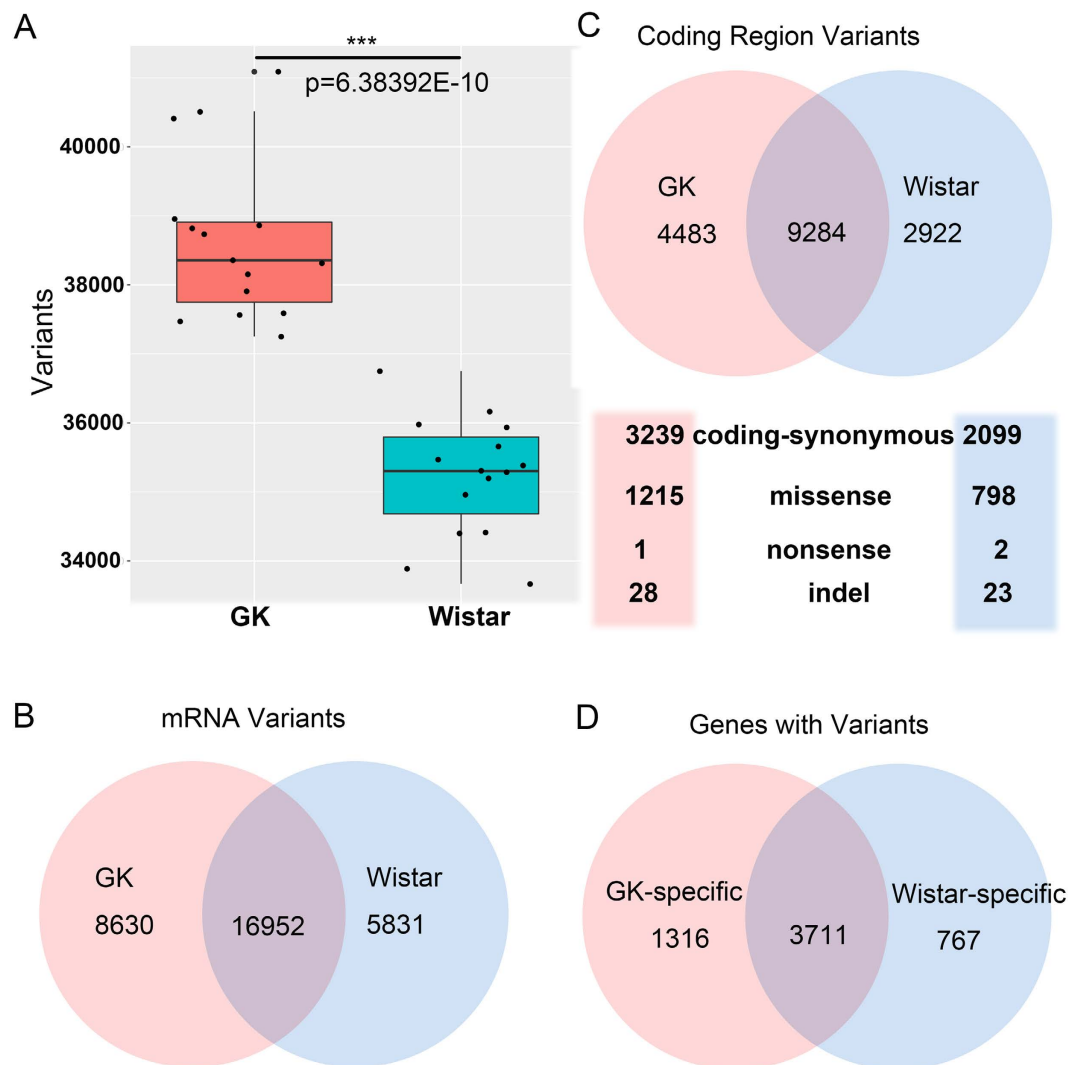 A
***
p=6.38392E-10
Variants
40000
38000
36000
34000
GK
Wistar
C
Coding Region Variants
GK
4483
9284
Wistar
2922
3239 coding-synonymous 2099
1215 missense 798
1 nonsense 2
28 indel 23
B
mRNA Variants
GK
8630
16952
Wistar
5831
D
Genes with Variants
GK-specific
1316
3711
Wistar-specific
767